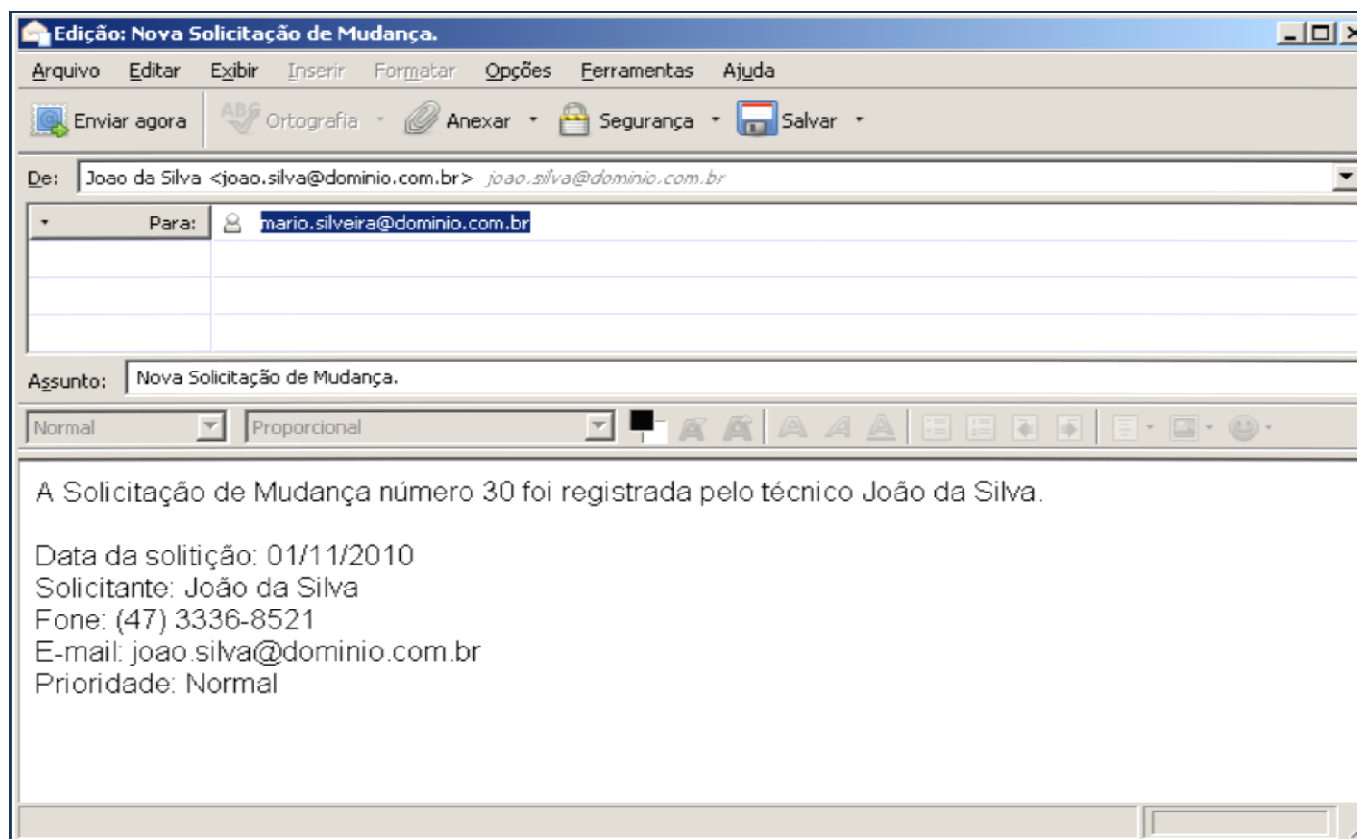 Edição: Nova Solicitação de Mudança.
Arquivo Editar Exibir Inserir Formatar Opções Ferramentas Ajuda
Enviar agora ABC Ortografia Anexar Segurança Salvar
De: Joao da Silva <joao.silva@dominio.com.br> joao.silva@dominio.com.br
Para: mario.silveira@dominio.com.br
Assunto: Nova Solicitação de Mudança.
Normal Proporcional
A Solicitação de Mudança número 30 foi registrada pelo técnico João da Silva.
Data da solitição: 01/11/2010
Solicitante: João da Silva
Fone: (47) 3336-8521
E-mail: joao.silva@dominio.com.br
Prioridade: Normal